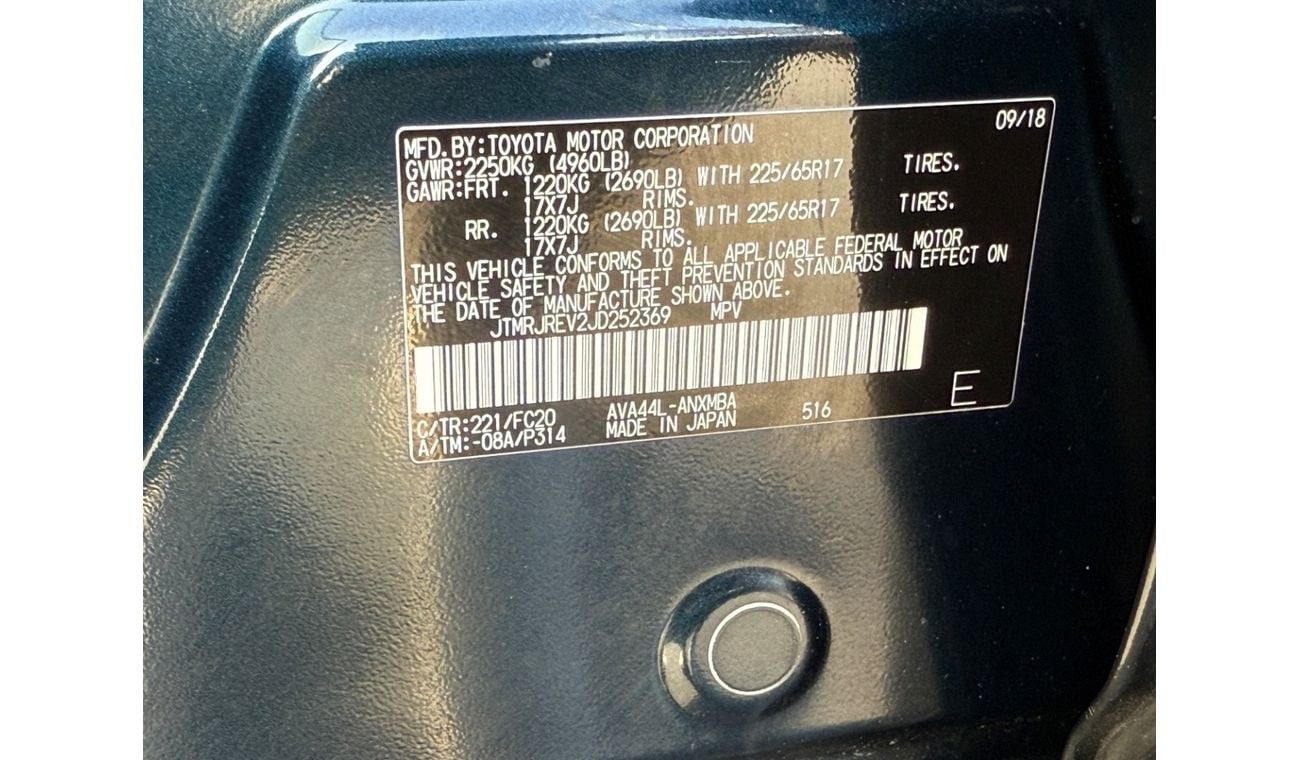 09/18
MFD.BY:TOYOTA MOTOR CORPORATION
GVWR:2250KG (4960LB)
GAWR:FRT. 1220KG (2690LB) WITH 225/65R17 TIRES.
17X7J RIMS.
RR. 1220KG (2690LB) WITH 225/65R17 TIRES.
17X7J RIMS.
THIS VEHICLE CONFORMS TO ALL APPLICABLE FEDERAL MOTOR
VEHICLE SAFETY AND THEFT PREVENTION STANDARDS IN EFFECT ON
THE DATE OF MANUFACTURE SHOWN ABOVE.
JTMRJREV2JD252369 MPV
C/TR:221/FC20 AVA44L-ANXMBA 516 E
A/TM:-08A/P314 MADE IN JAPAN